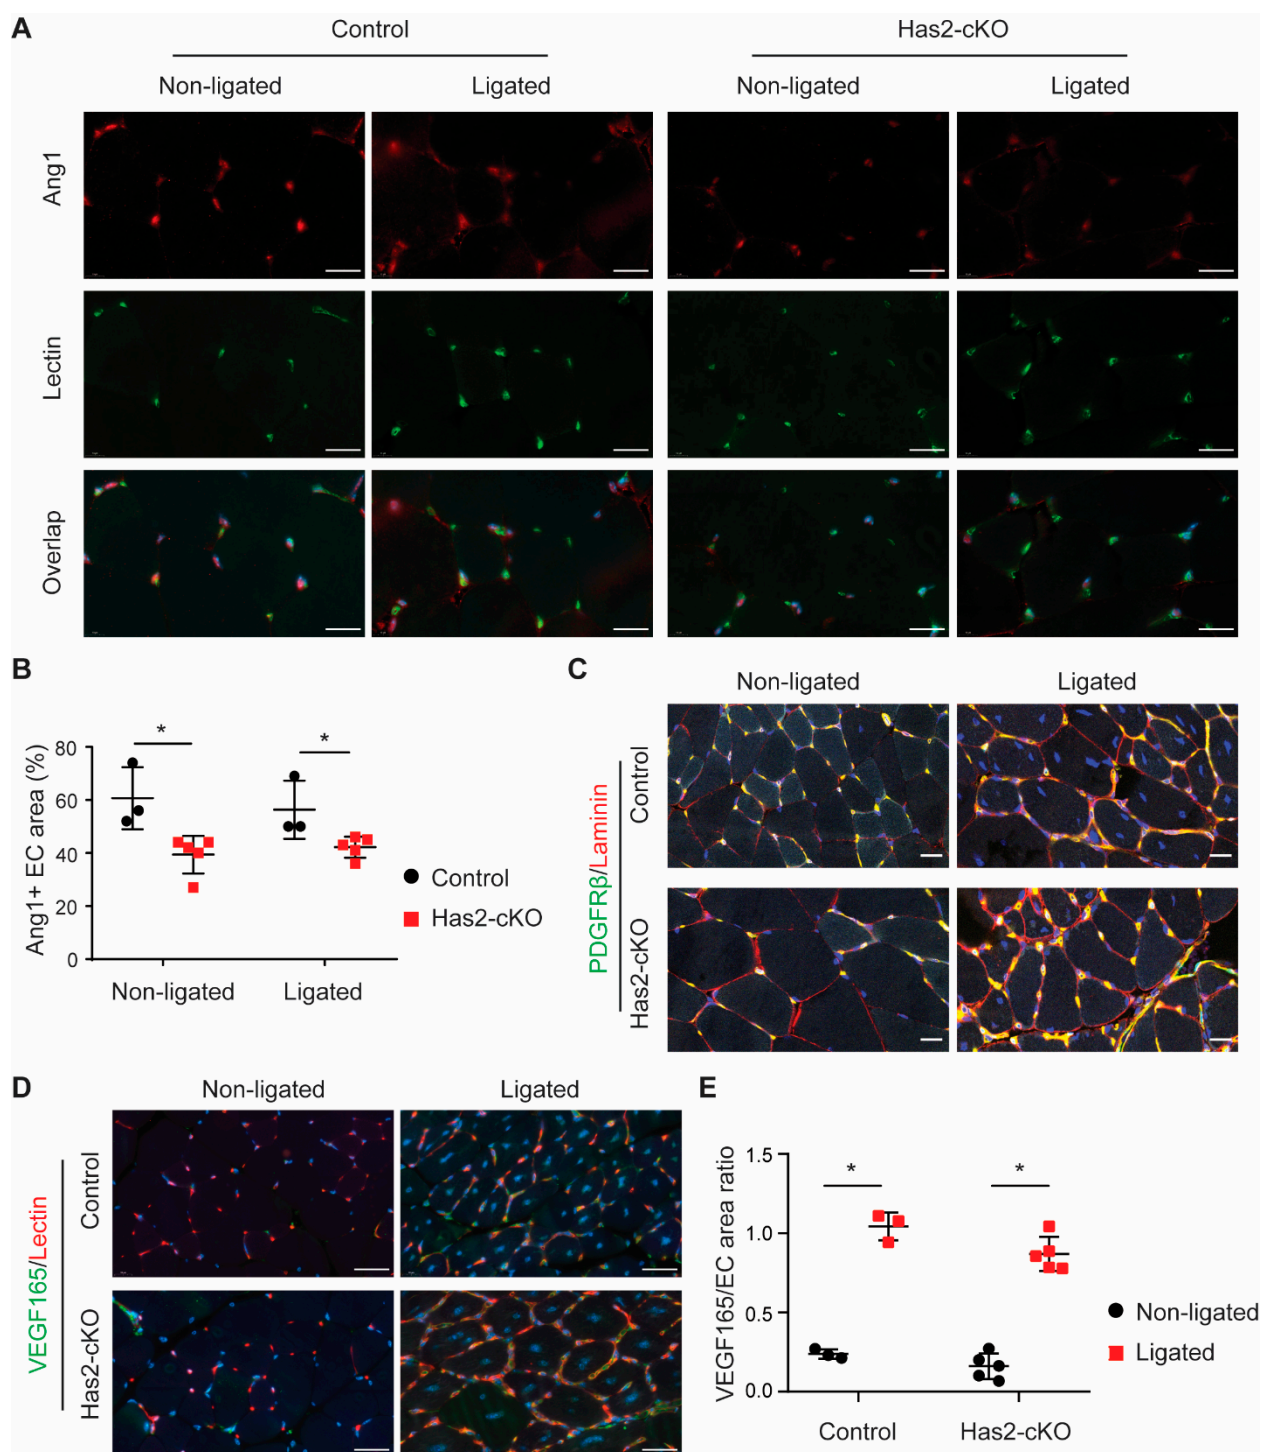 A
Control
Has2-cKO
Non-ligated
Ligated
Non-ligated
Ligated
Ang1
Lectin
Overlap
B
*
*
Ang1+ EC area (%)
80
60
40
20
0
Non-ligated
Ligated
Control
Has2-cKO
C
Non-ligated
Ligated
PDGFRβ/Laminin
Control
Has2-cKO
D
Non-ligated
Ligated
VEGF165/Lectin
Control
Has2-cKO
E
*
*
VEGF165/EC area ratio
1.5
1.0
0.5
0.0
Control
Has2-cKO
Non-ligated
Ligated